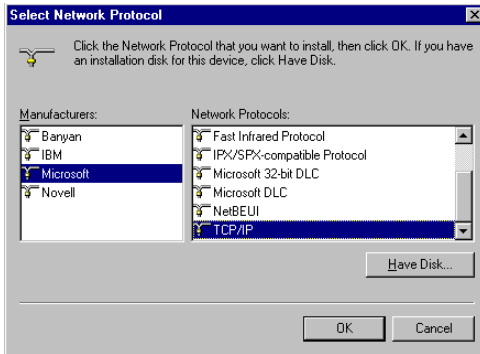 Select Network Protocol
Click the Network Protocol that you want to install, then click OK. If you have
an installation disk for this device, click Have Disk.
Manufacturers:
Banyan
IBM
Microsoft
Novell
Network Protocols:
Fast Infrared Protocol
IPX/SPX-compatible Protocol
Microsoft 32-bit DLC
Microsoft DLC
NetBEUI
TCP/IP
Have Disk...
OK
Cancel